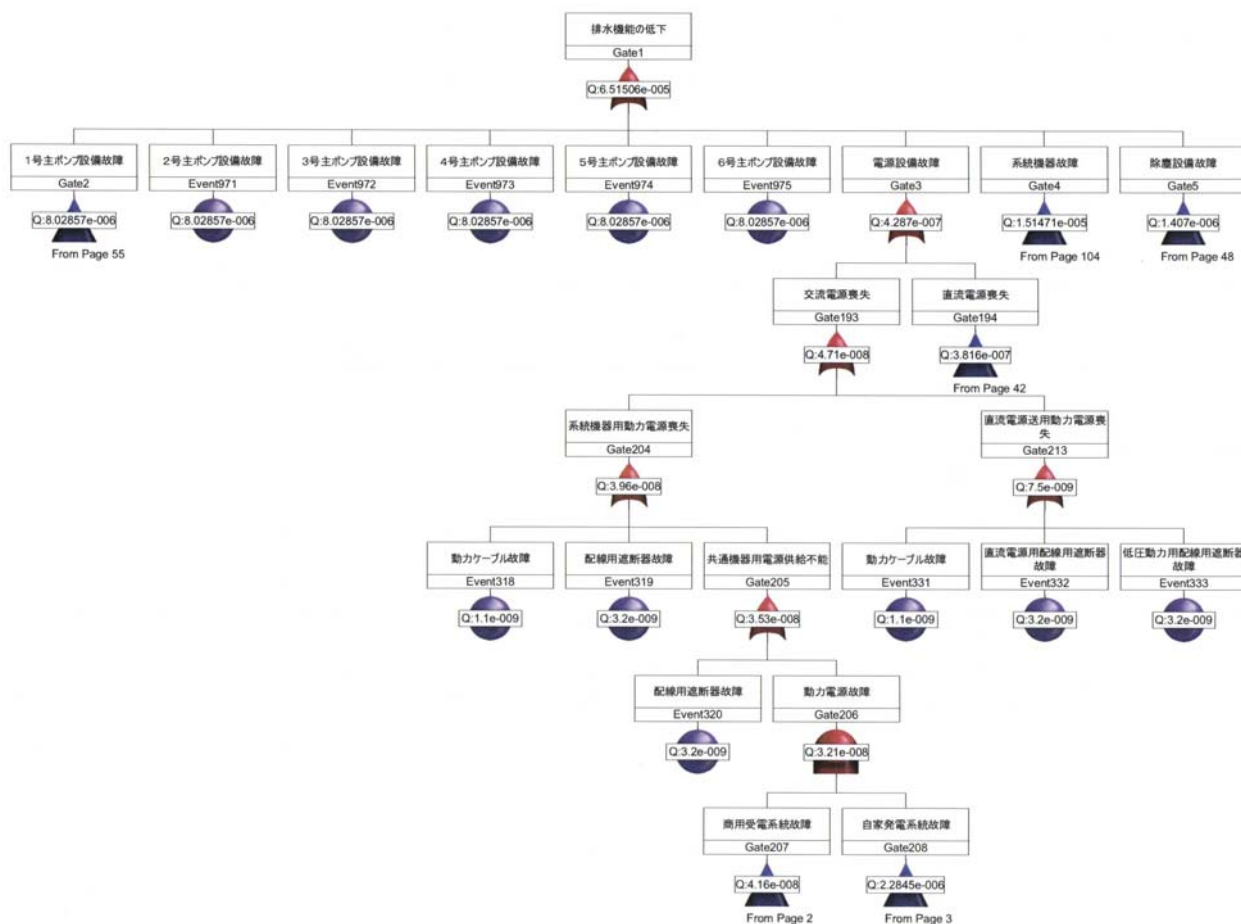 排水機能の低下
Gate1
Q:6.51506e-005
1号主ポンプ設備故障
Gate2
Q:8.02857e-006
From Page 55
2号主ポンプ設備故障
Event971
Q:8.02857e-006
3号主ポンプ設備故障
Event972
Q:8.02857e-006
4号主ポンプ設備故障
Event973
Q:8.02857e-006
5号主ポンプ設備故障
Event974
Q:8.02857e-006
6号主ポンプ設備故障
Event975
Q:8.02857e-006
電源設備故障
Gate3
Q:4.287e-007
系統機器故障
Gate4
Q:1.51471e-005
From Page 104
除塵設備故障
Gate5
Q:1.407e-006
From Page 48
交流電源喪失
Gate193
Q:4.71e-008
直流電源喪失
Gate194
Q:3.816e-007
From Page 42
系統機器用動力電源喪失
Gate204
Q:3.96e-008
直流電源送用動力電源喪
失
Gate213
Q:7.5e-009
動力ケーブル故障
Event318
Q:1.1e-009
配線用遮断器故障
Event319
Q:3.2e-009
共通機器用電源供給不能
Gate205
Q:3.53e-008
動力ケーブル故障
Event331
Q:1.1e-009
直流電源用配線用遮断器
故障
Event332
Q:3.2e-009
低圧動力用配線用遮断器
故障
Event333
Q:3.2e-009
配線用遮断器故障
Event320
Q:3.2e-009
動力電源故障
Gate206
Q:3.21e-008
商用受電系統故障
Gate207
Q:4.16e-008
From Page 2
自家発電系統故障
Gate208
Q:2.2845e-006
From Page 3